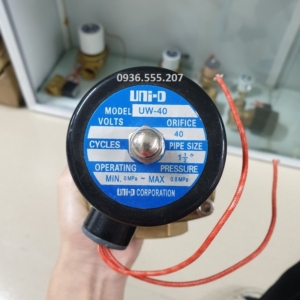 0936.555.207
UNI-D
MODEL UW-40
VOLTS ORIFICE
40
CYCLES PIPE SIZE
1½"
OPERATING PRESSURE
MIN. 0 MPa ~ MAX 0.8 MPa
UNI-D CORPORATION